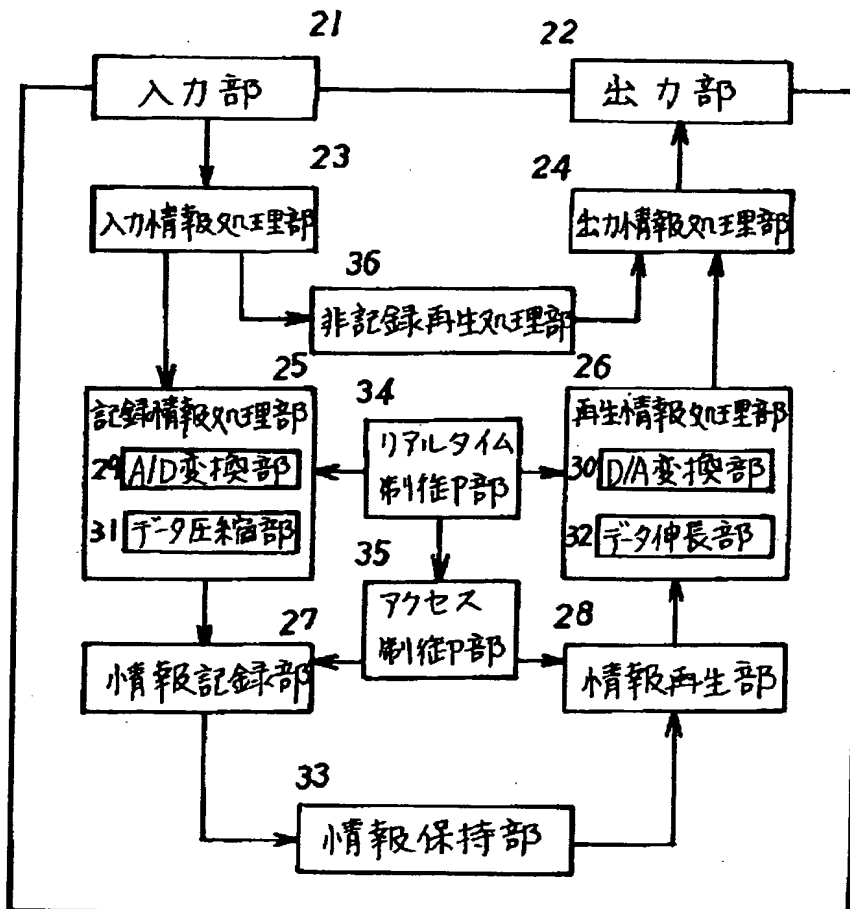 21
22
入力部
出力部
23
24
入力情報処理部
出力情報処理部
36
非記録再生処理部
25
34
26
記録情報処理部
リアルタイム
制御部
再生情報処理部
29
A/D変換部
30
D/A変換部
31
データ圧縮部
32
データ伸長部
35
27
アクセス
制御部
28
情報記録部
情報再生部
33
情報保持部